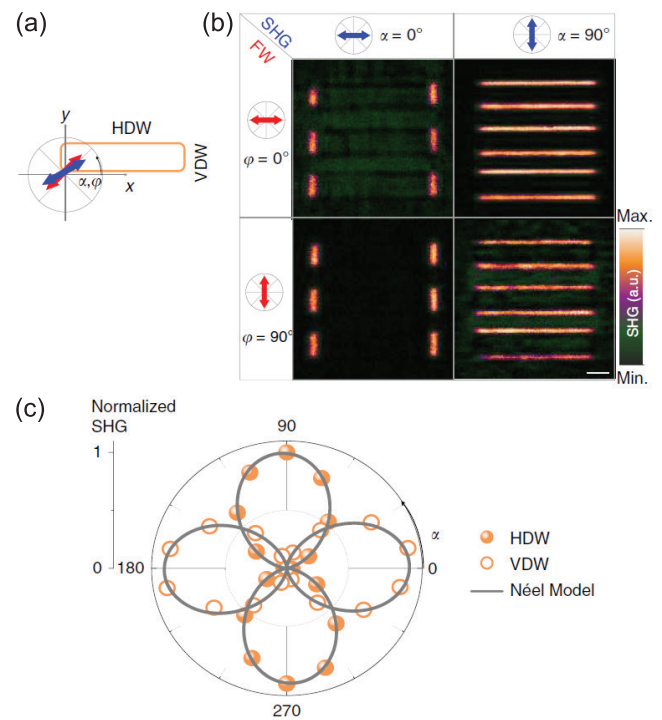 (a)
y
HDW
VDW
α,φ
x
(b)
SHG
FW
α = 0°
α = 90°
φ = 0°
φ = 90°
Max.
SHG (a.u.)
Min.
(c)
Normalized
SHG
90
1
α
0
180
0
270
HDW
VDW
Néel Model